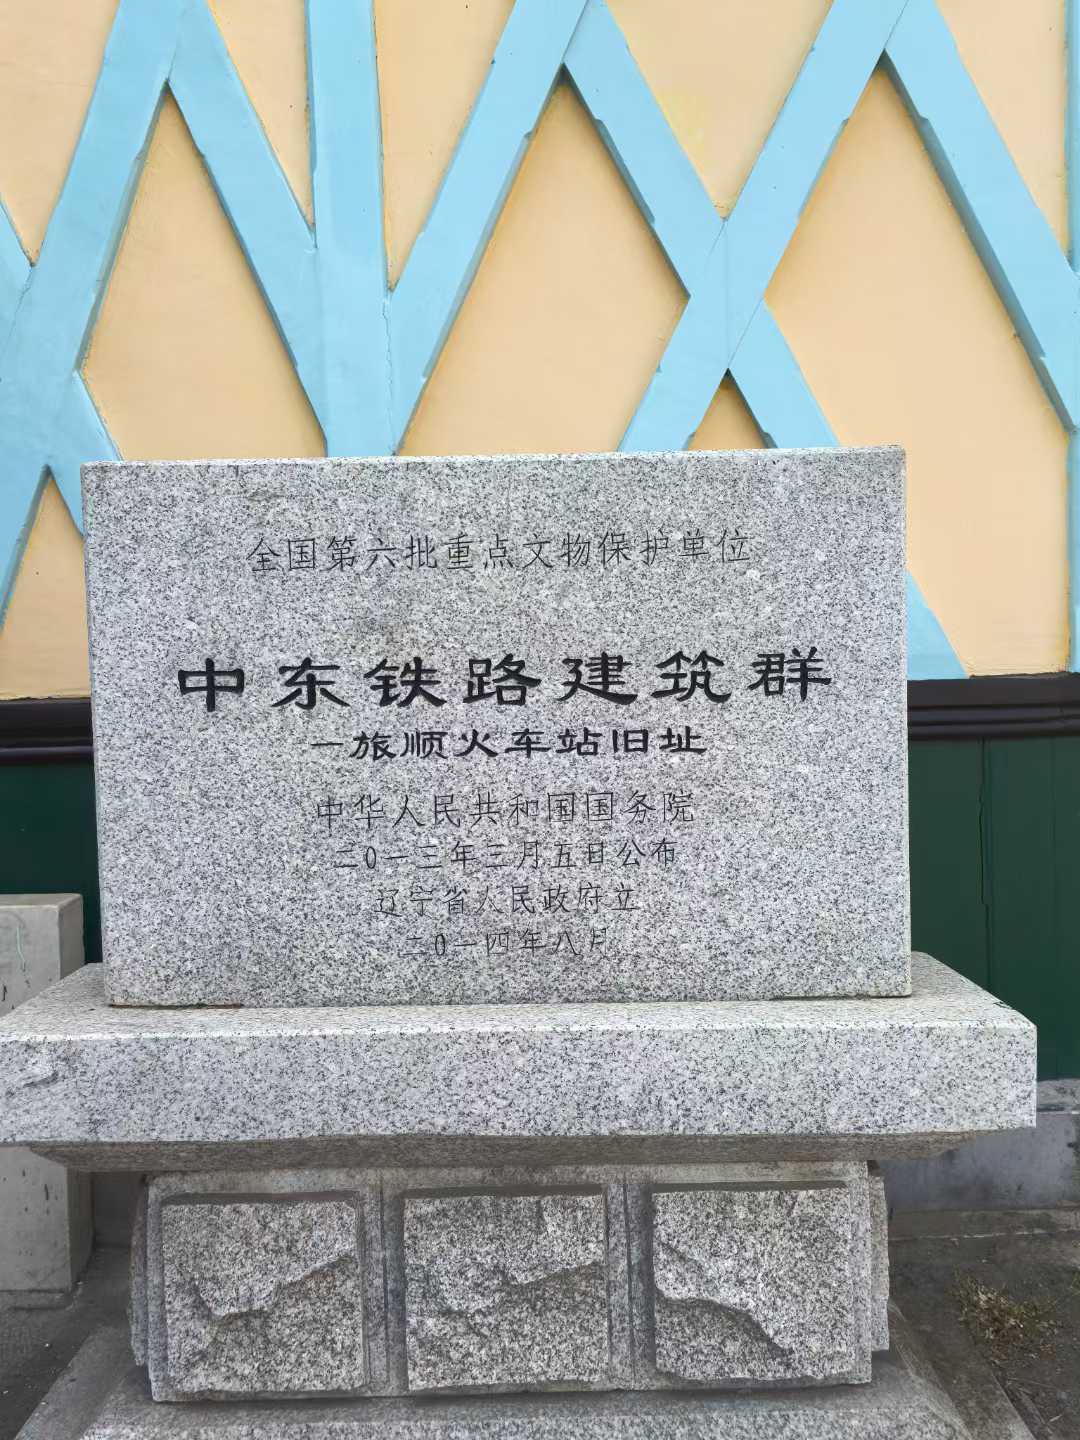 全国第六批重点文物保护单位
中东铁路建筑群
—旅顺火车站旧址
中华人民共和国国务院
二0一三年三月五日公布
辽宁省人民政府立
二0一四年八月